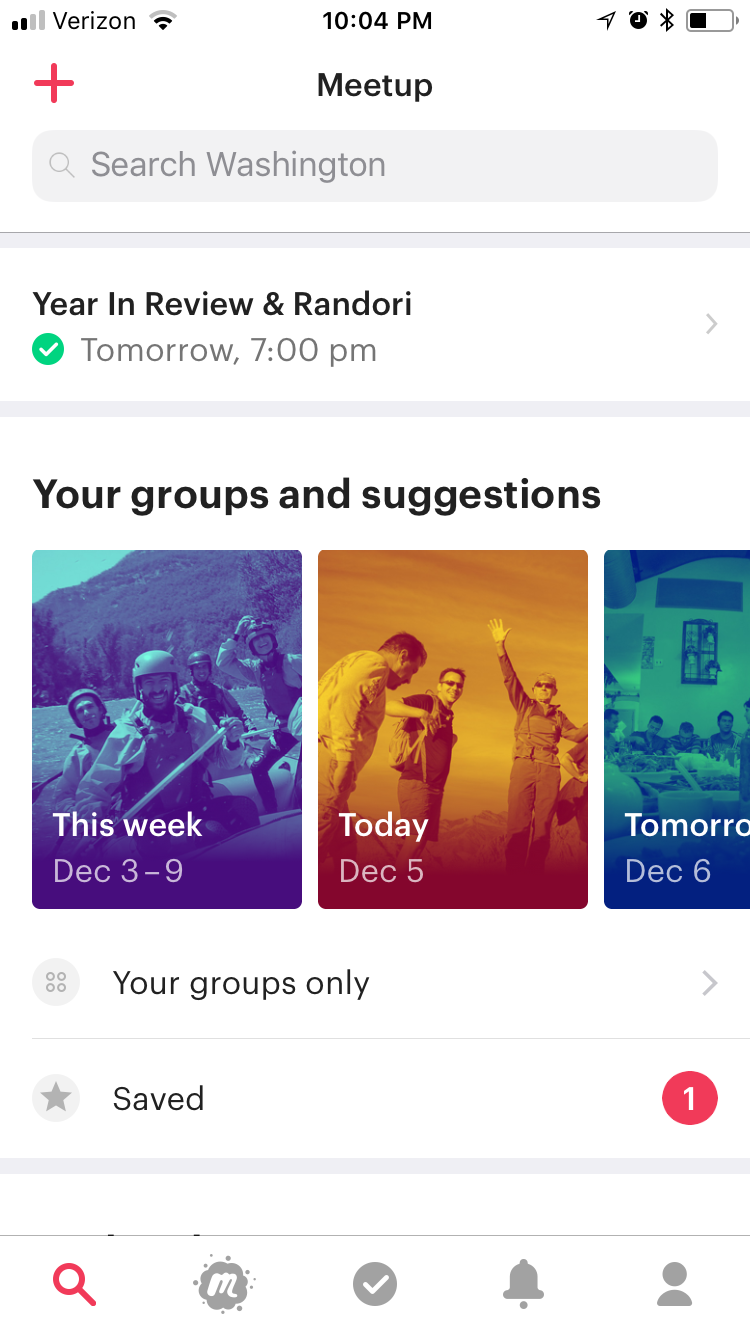 Verizon 10:04 PM
Meetup
Search Washington
Year In Review & Randori
Tomorrow, 7:00 pm
Your groups and suggestions
This week
Dec 3–9
Today
Dec 5
Tomorro
Dec 6
Your groups only
Saved 1
m